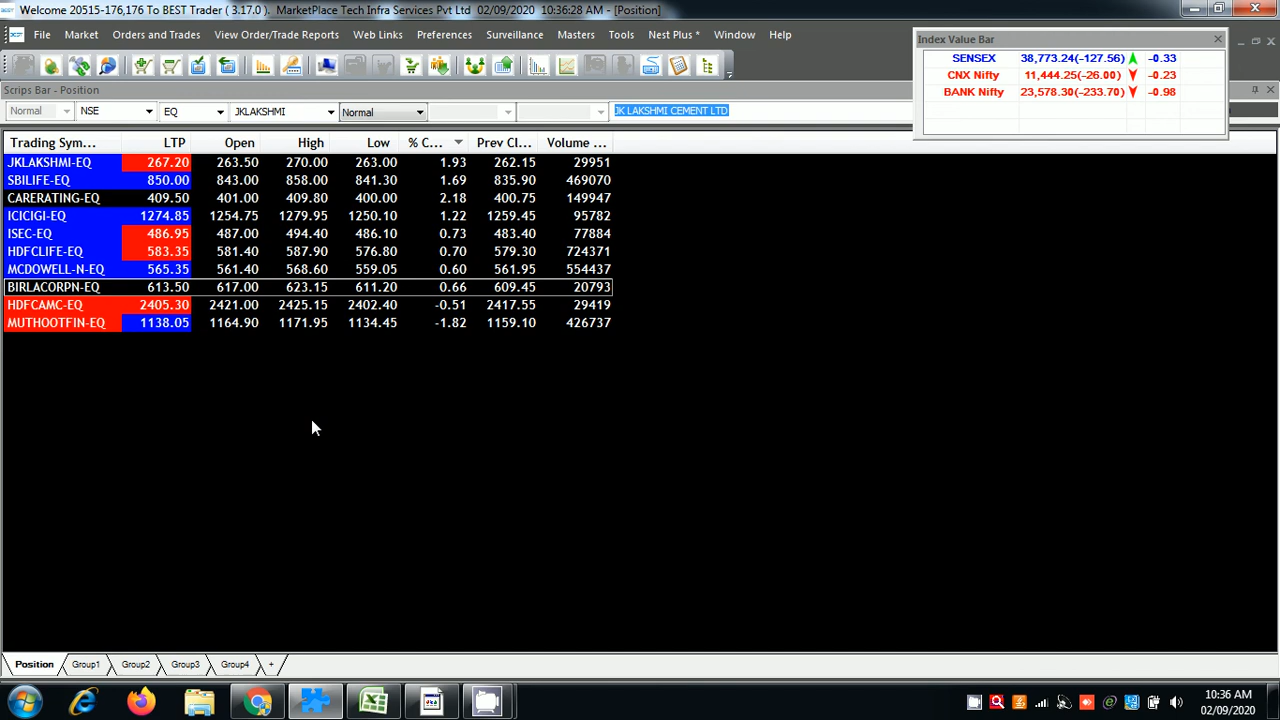 Welcome 20515-176,176 To BEST Trader ( 3.17.0 ). MarketPlace Tech Infra Services Pvt Ltd 02/09/2020 10:36:28 AM - [Position]
File Market Orders and Trades View Order/Trade Reports Web Links Preferences Surveillance Masters Tools Nest Plus * Window Help
Index Value Bar
SENSEX 38,773.24(-127.56) -0.33
CNX Nifty 11,444.25(-26.00) -0.23
BANK Nifty 23,578.30(-233.70) -0.98
Scrips Bar - Position
Normal NSE EQ JKLAKSHMI Normal JK LAKSHMI CEMENT LTD
Trading Sym... LTP Open High Low % C... Prev Cl... Volume ...
JKLAKSHMI-EQ 267.20 263.50 270.00 263.00 1.93 262.15 29951
SBILIFE-EQ 850.00 843.00 858.00 841.30 1.69 835.90 469070
CARERATING-EQ 409.50 401.00 409.80 400.00 2.18 400.75 149947
ICICIGI-EQ 1274.85 1254.75 1279.95 1250.10 1.22 1259.45 95782
ISEC-EQ 486.95 487.00 494.40 486.10 0.73 483.40 77884
HDFCLIFE-EQ 583.35 581.40 587.90 576.80 0.70 579.30 724371
MCDOWELL-N-EQ 565.35 561.40 568.60 559.05 0.60 561.95 554437
BIRLACORPN-EQ 613.50 617.00 623.15 611.20 0.66 609.45 20793
HDFCAMC-EQ 2405.30 2421.00 2425.15 2402.40 -0.51 2417.55 29419
MUTHOOTFIN-EQ 1138.05 1164.90 1171.95 1134.45 -1.82 1159.10 426737
Position Group1 Group2 Group3 Group4 +
10:36 AM
02/09/2020